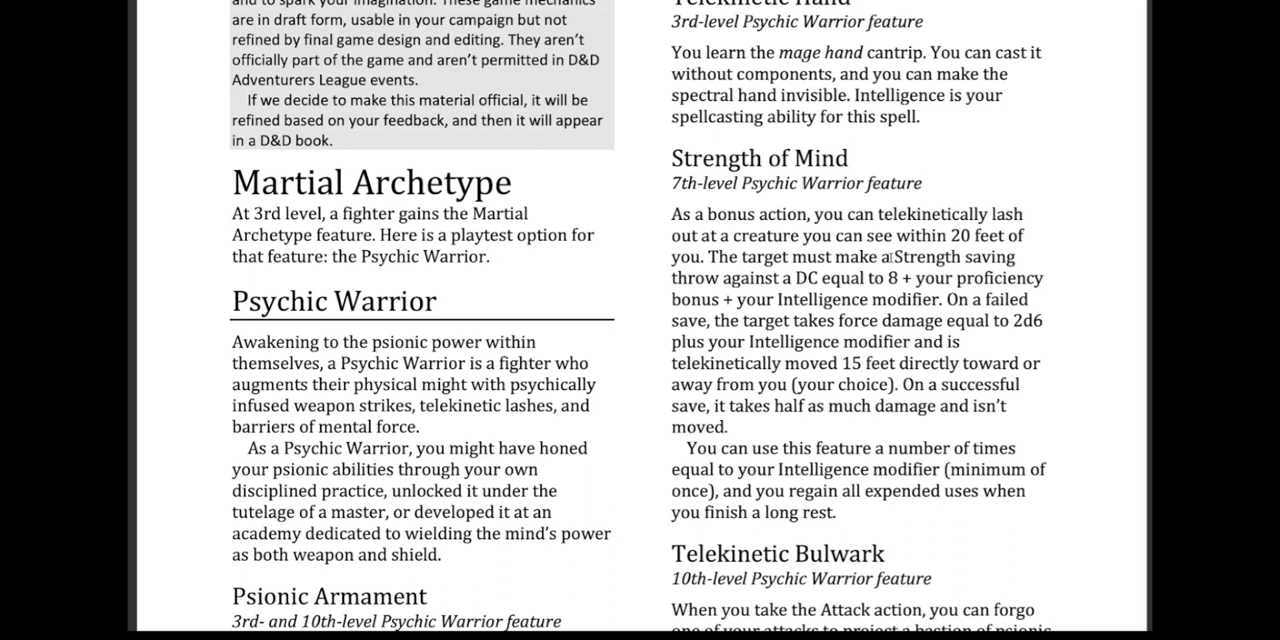 and to spark your imagination. These game mechanics
are in draft form, usable in your campaign but not
refined by final game design and editing. They aren’t
officially part of the game and aren’t permitted in D&D
Adventurers League events.
If we decide to make this material official, it will be
refined based on your feedback, and then it will appear
in a D&D book.
Martial Archetype
At 3rd level, a fighter gains the Martial
Archetype feature. Here is a playtest option for
that feature: the Psychic Warrior.
Psychic Warrior
Awakening to the psionic power within
themselves, a Psychic Warrior is a fighter who
augments their physical might with psychically
infused weapon strikes, telekinetic lashes, and
barriers of mental force.
As a Psychic Warrior, you might have honed
your psionic abilities through your own
disciplined practice, unlocked it under the
tutelage of a master, or developed it at an
academy dedicated to wielding the mind’s power
as both weapon and shield.
Psionic Armament
3rd- and 10th-level Psychic Warrior feature
Telekinetic Hand
3rd-level Psychic Warrior feature
You learn the mage hand cantrip. You can cast it
without components, and you can make the
spectral hand invisible. Intelligence is your
spellcasting ability for this spell.
Strength of Mind
7th-level Psychic Warrior feature
As a bonus action, you can telekinetically lash
out at a creature you can see within 20 feet of
you. The target must make a Strength saving
throw against a DC equal to 8 + your proficiency
bonus + your Intelligence modifier. On a failed
save, the target takes force damage equal to 2d6
plus your Intelligence modifier and is
telekinetically moved 15 feet directly toward or
away from you (your choice). On a successful
save, it takes half as much damage and isn’t
moved.
You can use this feature a number of times
equal to your Intelligence modifier (minimum of
once), and you regain all expended uses when
you finish a long rest.
Telekinetic Bulwark
10th-level Psychic Warrior feature
When you take the Attack action, you can forgo
one of your attacks to project a bastion of psionic